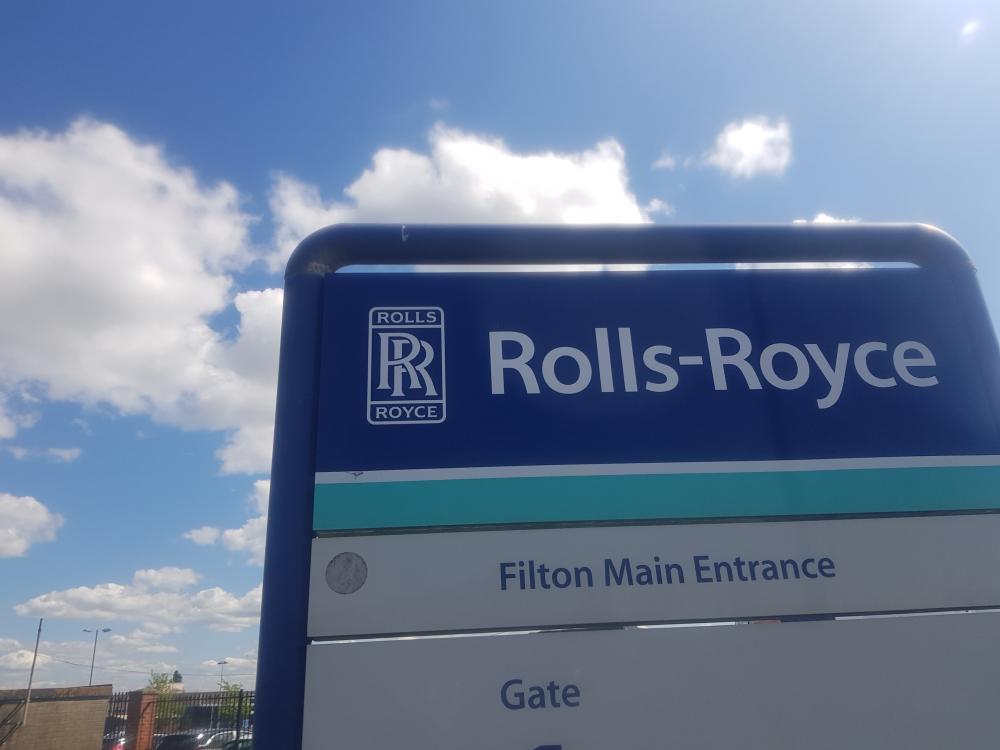 ROLLS
RR
ROYCE
Rolls-Royce
Filton Main Entrance
Gate